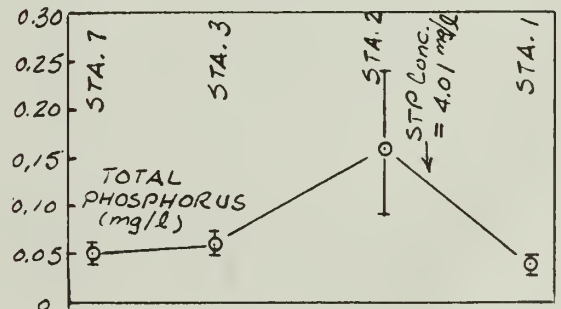 0.30
0.25
0.20
0,15
0,10
0.05
0
STA. 7
STA. 3
STA. 2
STP Conc.
= 4.01 mg/l
STA. 1
TOTAL
PHOSPHORUS
(mg/l)